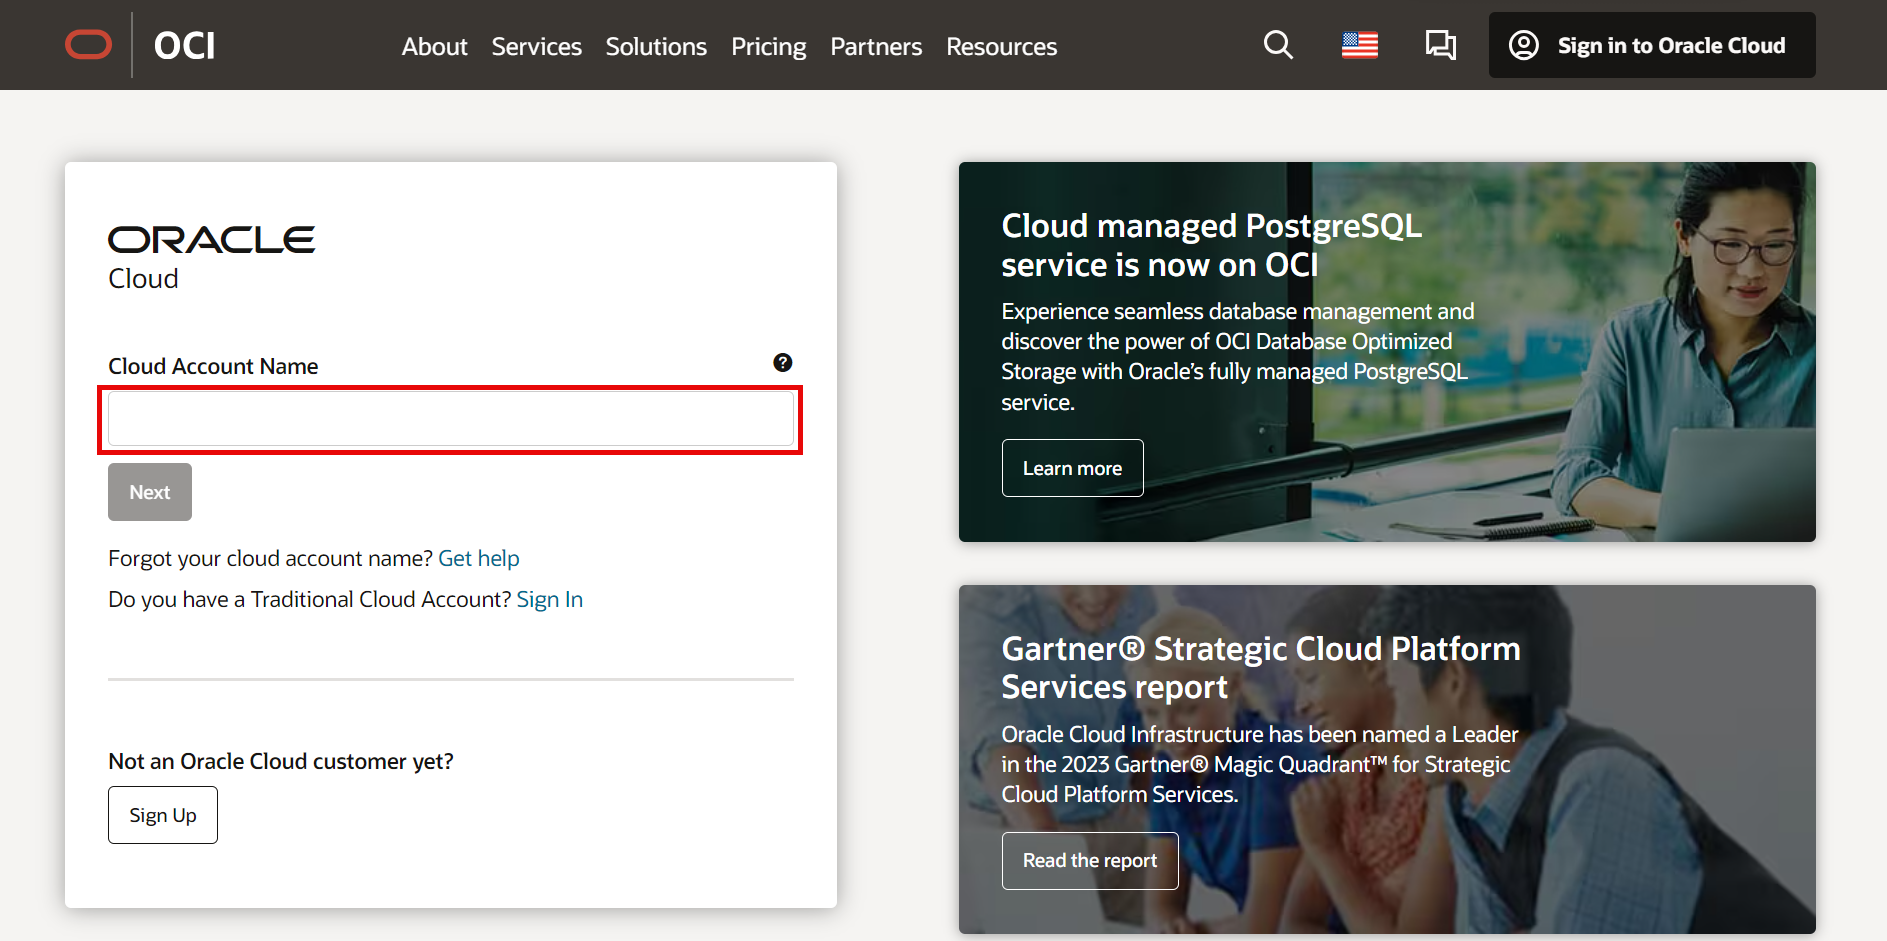 OCI
About Services Solutions Pricing Partners Resources
Sign in to Oracle Cloud
ORACLE
Cloud
Cloud Account Name
?
Next
Forgot your cloud account name? Get help
Do you have a Traditional Cloud Account? Sign In
Not an Oracle Cloud customer yet?
Sign Up
Cloud managed PostgreSQL
service is now on OCI
Experience seamless database management and
discover the power of OCI Database Optimized
Storage with Oracle’s fully managed PostgreSQL
service.
Learn more
Gartner® Strategic Cloud Platform
Services report
Oracle Cloud Infrastructure has been named a Leader
in the 2023 Gartner® Magic Quadrant™ for Strategic
Cloud Platform Services.
Read the report